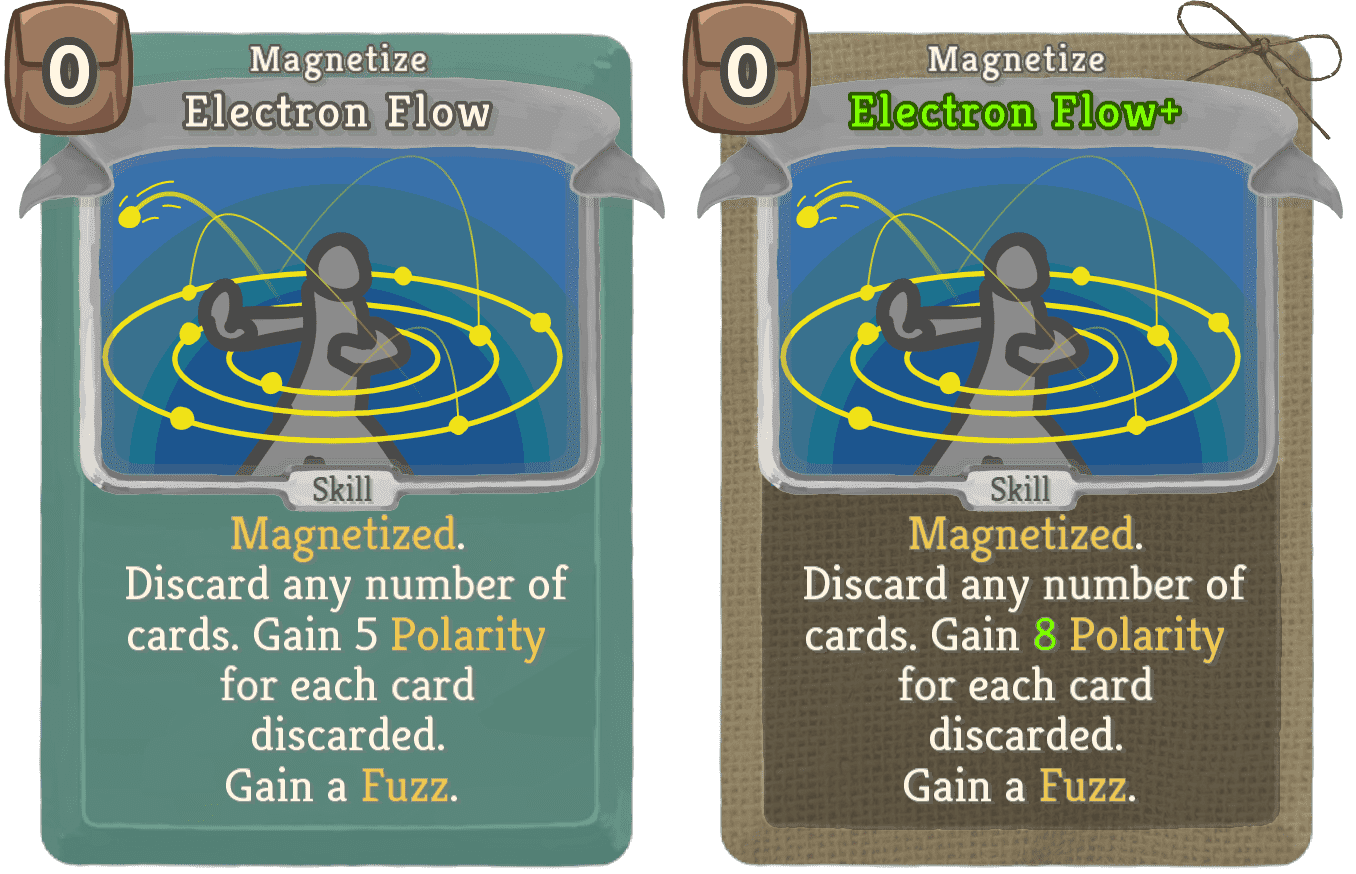 0
Magnetize
Electron Flow
Skill
Magnetized.
Discard any number of
cards. Gain 5 Polarity
for each card
discarded.
Gain a Fuzz.
0
Magnetize
Electron Flow+
Skill
Magnetized.
Discard any number of
cards. Gain 8 Polarity
for each card
discarded.
Gain a Fuzz.